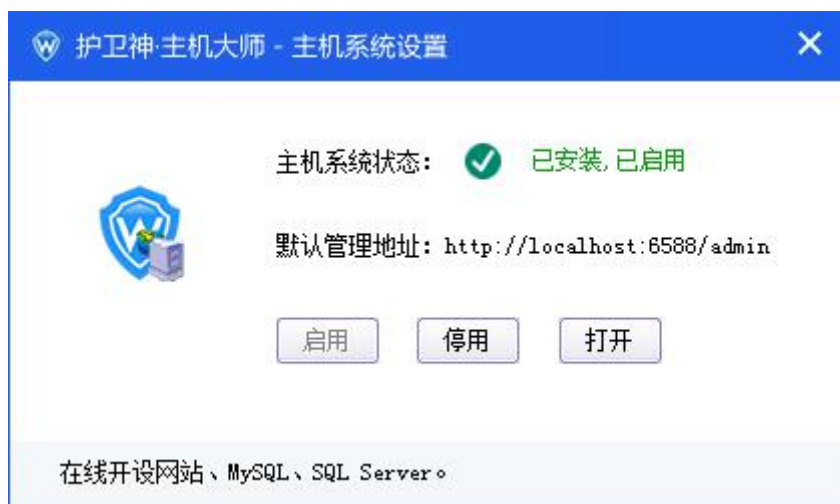 护卫神·主机大师 - 主机系统设置
主机系统状态： 已安装, 已启用
默认管理地址：http://localhost:6588/admin
启用 停用 打开
在线开设网站、MySQL、SQL Server。